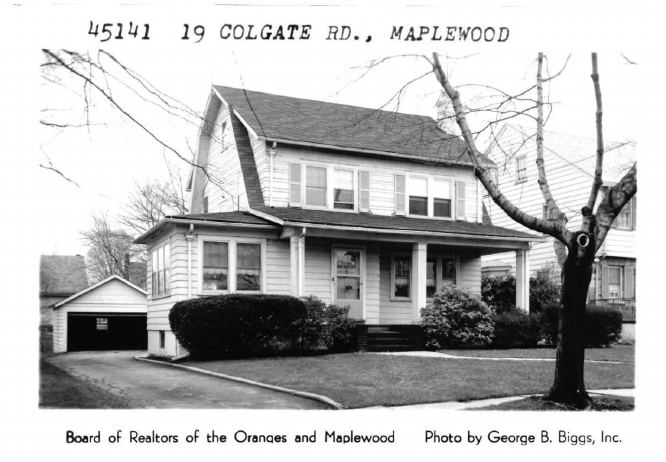 45141 19 COLGATE RD., MAPLEWOOD
Board of Realtors of the Oranges and Maplewood Photo by George B. Biggs, Inc.